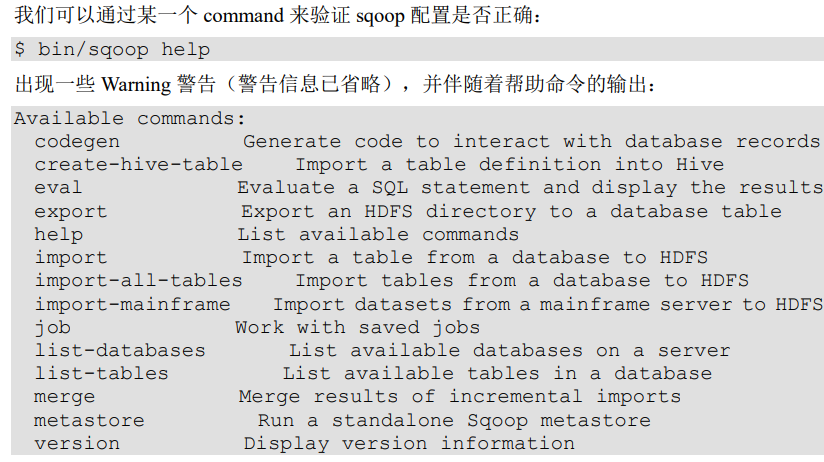 我们可以通过某一个 command 来验证 sqoop 配置是否正确：
$ bin/sqoop help
出现一些 Warning 警告（警告信息已省略），并伴随着帮助命令的输出：
Available commands:
codegen Generate code to interact with database records
create-hive-table Import a table definition into Hive
eval Evaluate a SQL statement and display the results
export Export an HDFS directory to a database table
help List available commands
import Import a table from a database to HDFS
import-all-tables Import tables from a database to HDFS
import-mainframe Import datasets from a mainframe server to HDFS
job Work with saved jobs
list-databases List available databases on a server
list-tables List available tables in a database
merge Merge results of incremental imports
metastore Run a standalone Sqoop metastore
version Display version information